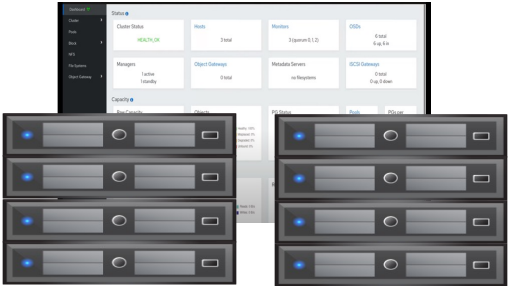 Dashboard
Cluster
Pools
Block
NFS
File Systems
Object Gateway
Status
Cluster Status
HEALTH_OK
Hosts
0 total
Monitors
3 (quorum 0, 1, 2)
OSDs
6 total
6 up, 6 in
Managers
1 active
1 standby
Object Gateways
0 total
Metadata Servers
no filesystems
iSCSI Gateways
0 total
0 up, 0 down
Capacity
Raw Capacity
Objects
PG Status
Pools
PGs per